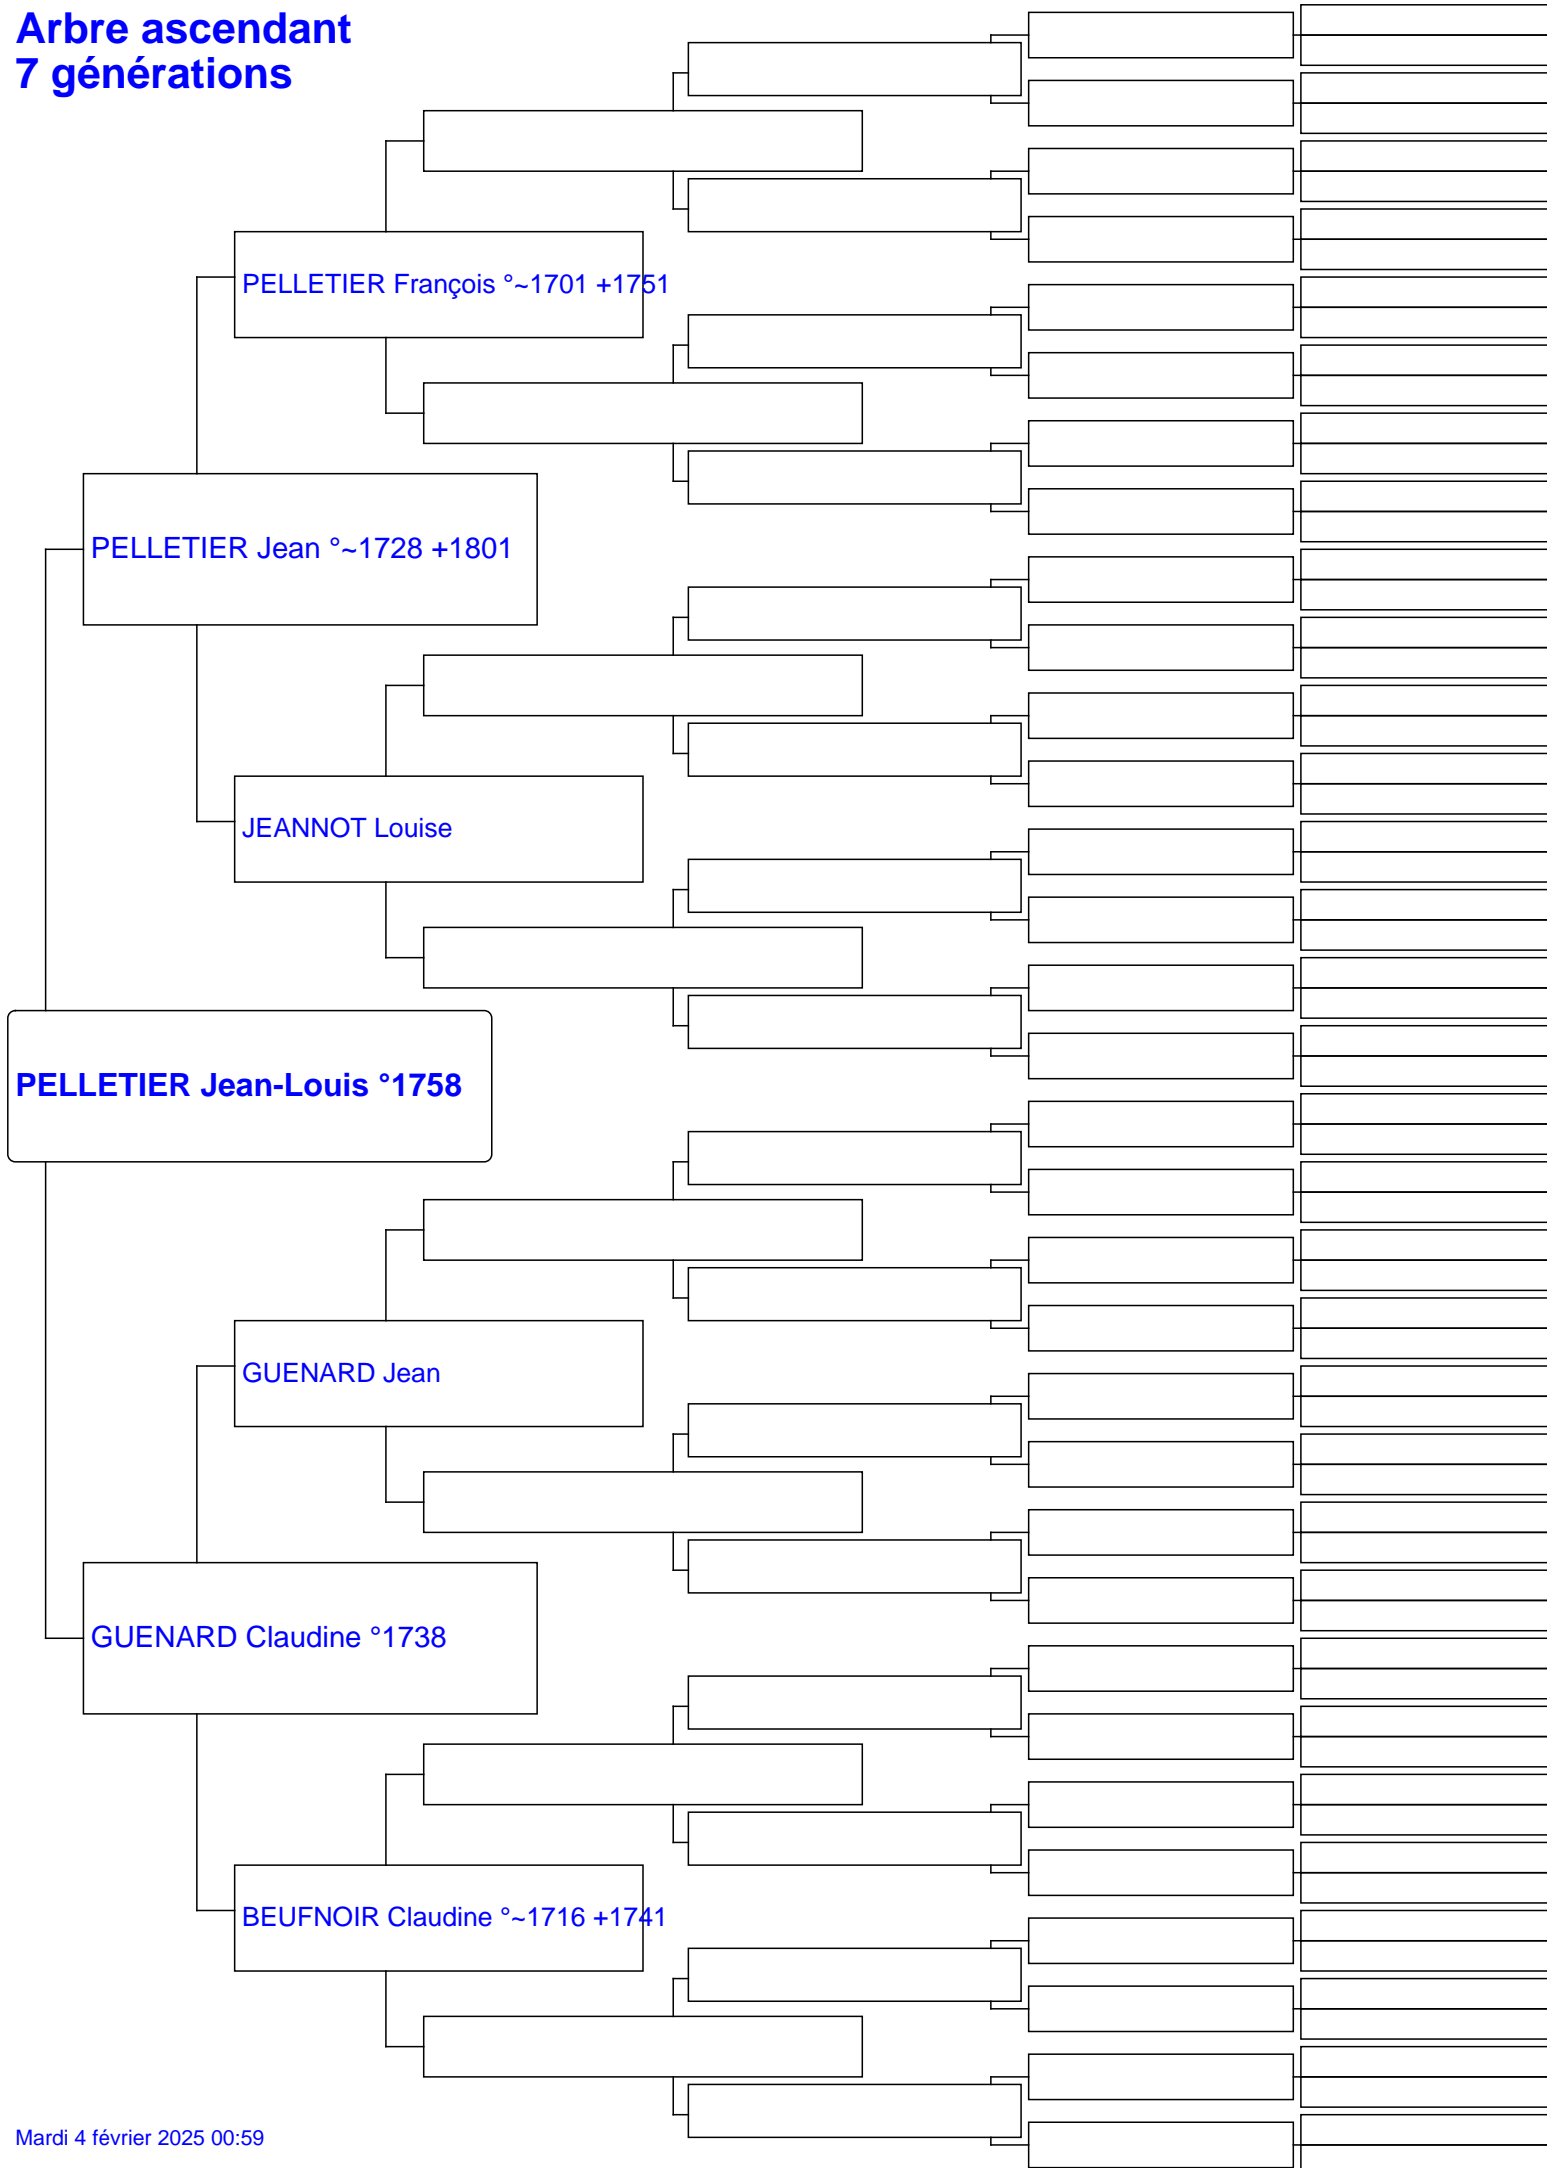 Arbre ascendant
7 générations
PELLETIER François °~1701 +1751
PELLETIER Jean °~1728 +1801
JEANNOT Louise
PELLETIER Jean-Louis °1758
GUENARD Jean
GUENARD Claudine °1738
BEUFNOIR Claudine °~1716 +1741
Mardi 4 février 2025 00:59